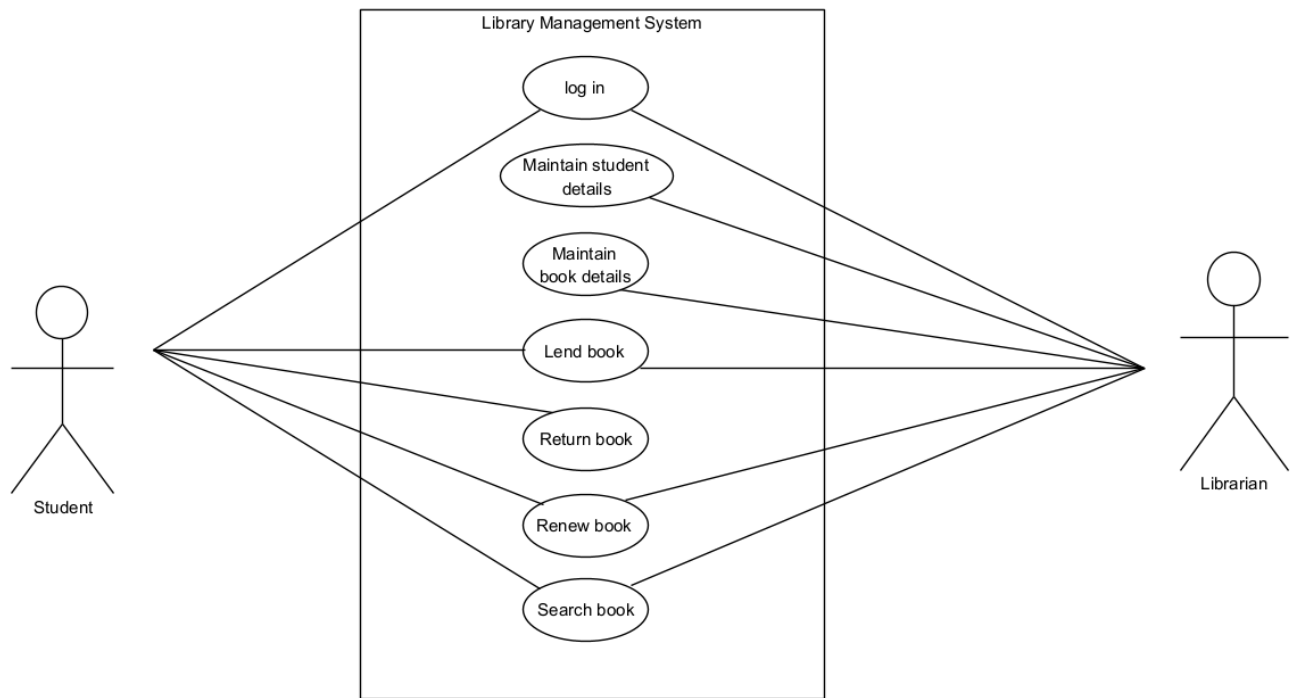 Library Management System
log in
Maintain student
details
Maintain
book details
Lend book
Return book
Renew book
Search book
Student
Librarian